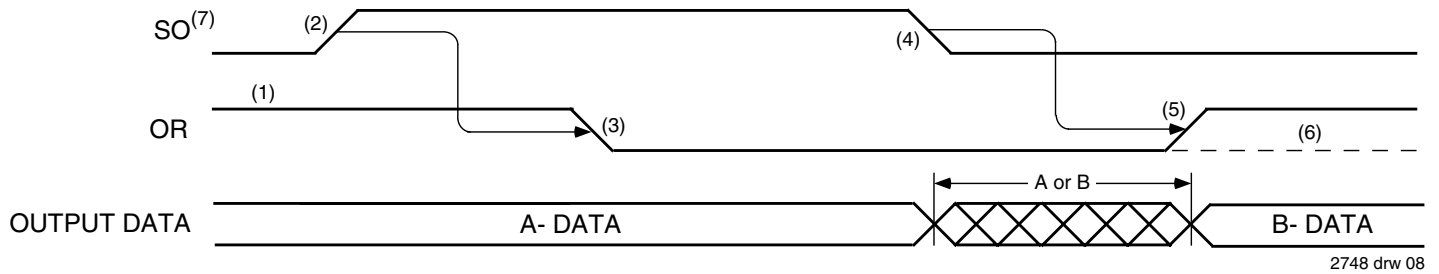 SO(7)
(2)
(4)
(1)
OR
(3)
(5)
(6)
A or B
OUTPUT DATA
A- DATA
B- DATA
2748 drw 08